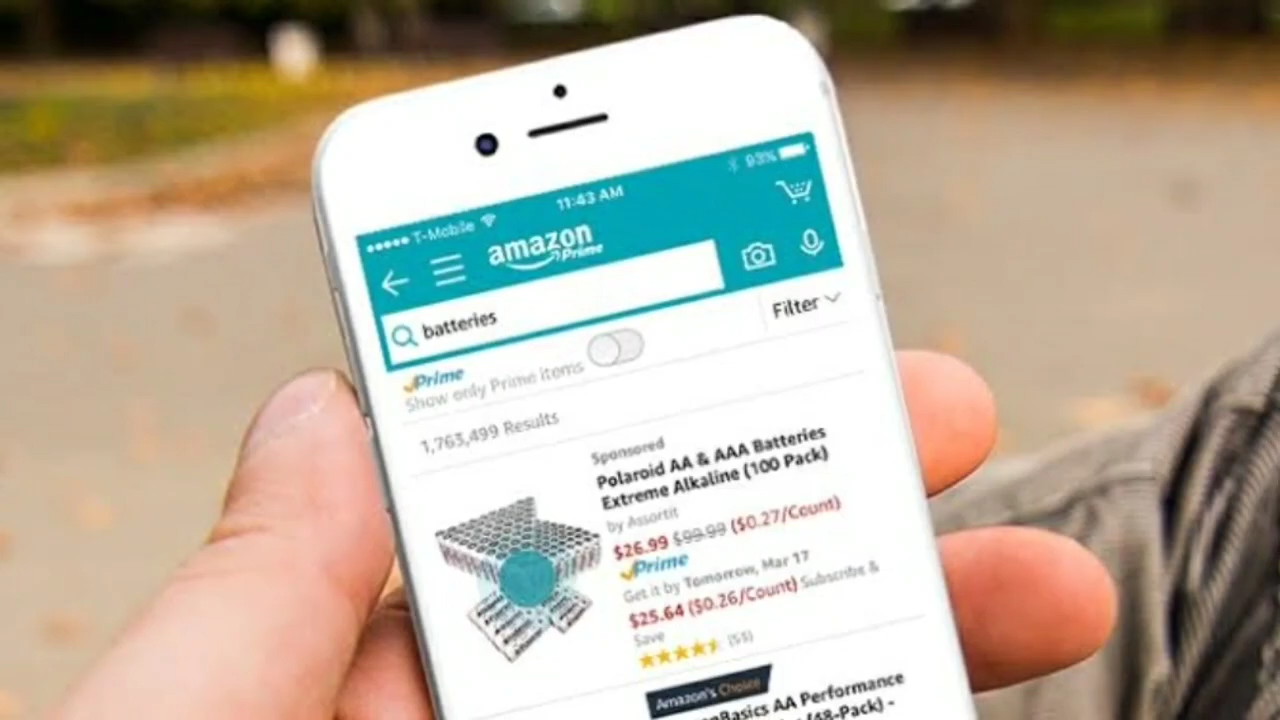 T-Mobile 11:43 AM 93%
amazon
Prime
batteries
Prime
Show only Prime items
Filter
1,763,499 Results
Sponsored
Polaroid AA & AAA Batteries
Extreme Alkaline (100 Pack)
by Assortit
$26.99 $99.99 ($0.27/Count)
Prime
Get it by Tomorrow, Mar 17
$25.64 ($0.26/Count) Subscribe &
Save
(55)
Amazon's Choice
nBasics AA Performance
(48-Pack) -